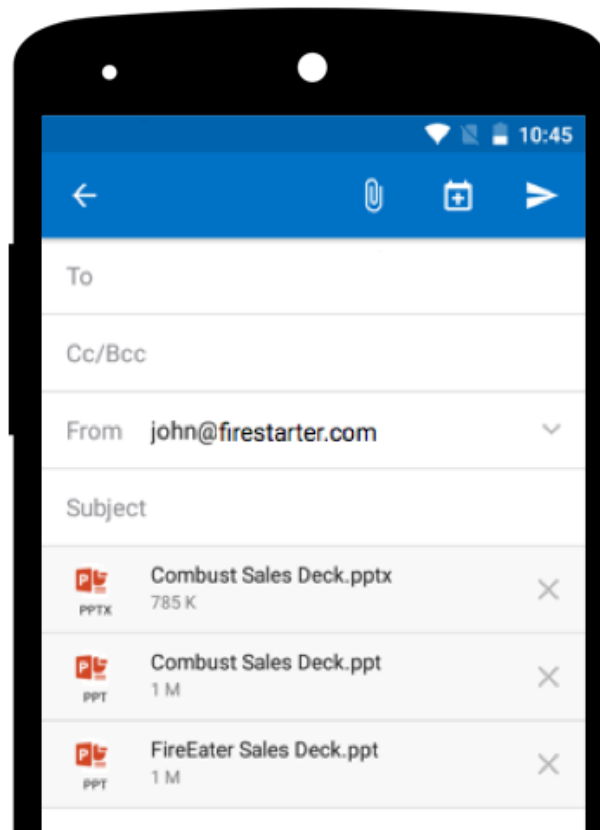 10:45
To
Cc/Bcc
From john@firestarter.com
Subject
Combust Sales Deck.pptx
PPTX 785 K
Combust Sales Deck.ppt
PPT 1 M
FireEater Sales Deck.ppt
PPT 1 M